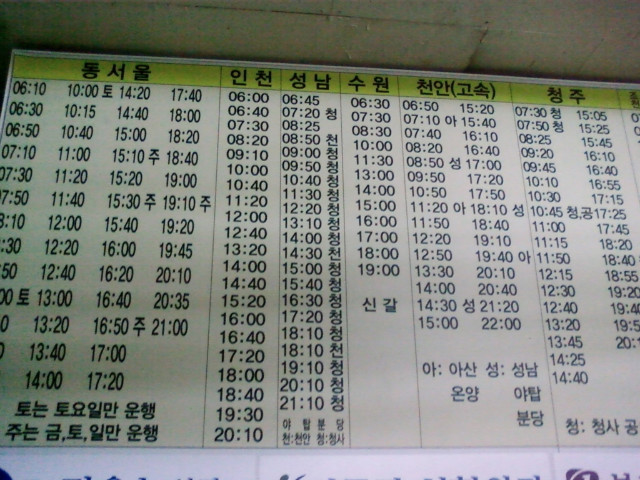 동서울 인천 성남 수원 천안(고속) 청주
06:10 10:00 토 14:20 17:40 06:00 06:45 06:30 06:50 15:20 07:30 청 15:05
06:30 10:15 14:40 18:00 06:40 07:20 청 07:30 07:10 아 15:40 07:50 청 15:25
06:50 10:40 15:00 18:20 07:30 08:25 08:30 07:40 16:10 08:25 15:45
07:10 11:00 15:10 주 18:40 08:20 08:50 천 10:00 08:20 16:40 09:20 16:10
07:30 11:20 15:20 19:00 09:10 09:00 청 11:30 08:50 성 17:00 09:45 16:40
07:50 11:40 15:30 주 19:10 주 10:00 09:50 청 13:00 09:50 17:20 10:10 16:55
12:00 15:40 19:20 10:40 10:40 청 14:00 10:50 17:50 10:30 17:15
12:20 16:00 19:45 11:20 11:30 청 15:00 11:20 아 18:10 성 10:45 청,공 17:25
12:40 16:20 20:10 12:00 12:20 청 16:00 11:50 18:40 11:00 17:45
토 13:00 16:40 20:35 12:40 13:10 청 17:00 12:20 19:10 11:15 18:20
13:20 16:50 주 21:00 13:20 14:00 청 18:00 12:50 19:40 아 11:50 18:40
13:40 17:00 14:00 14:30 천 19:00 13:30 20:10 12:15 18:55
14:00 17:20 14:40 15:00 청 14:00 20:40 12:30 19:20
15:20 15:40 청 신갈 14:30 성 21:20 12:40
16:00 16:30 청 15:00 22:00 13:20
16:40 17:20 청 13:45
17:20 18:10 청 14:25
18:00 18:10 천 14:40
18:40 19:10 청
19:30 20:10 청
20:10 21:10 청
토는 토요일만 운행
주는 금,토,일만 운행
야탑 분당
천:천안 청:청사
아: 아산 성: 성남
온양 야탑
분당
청: 청사 공